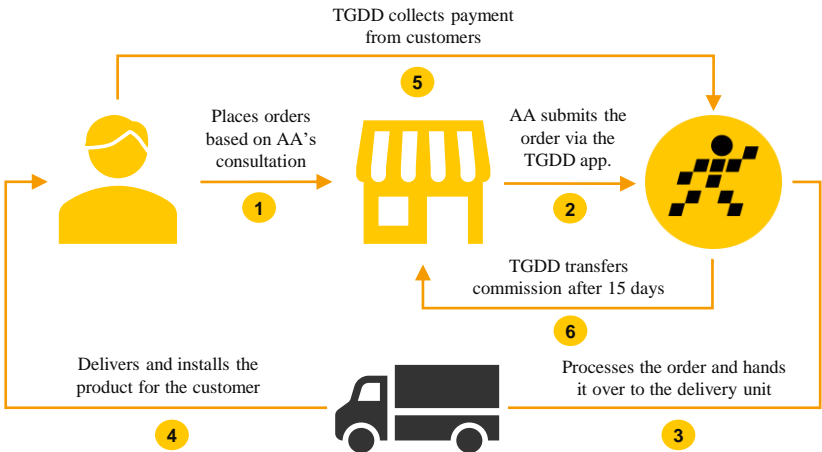 TGDD collects payment
from customers
5
Places orders
based on AA's
consultation
1
AA submits the
order via the
TGDD app.
2
TGDD transfers
commission after 15 days
6
Delivers and installs the
product for the customer
4
Processes the order and hands
it over to the delivery unit
3